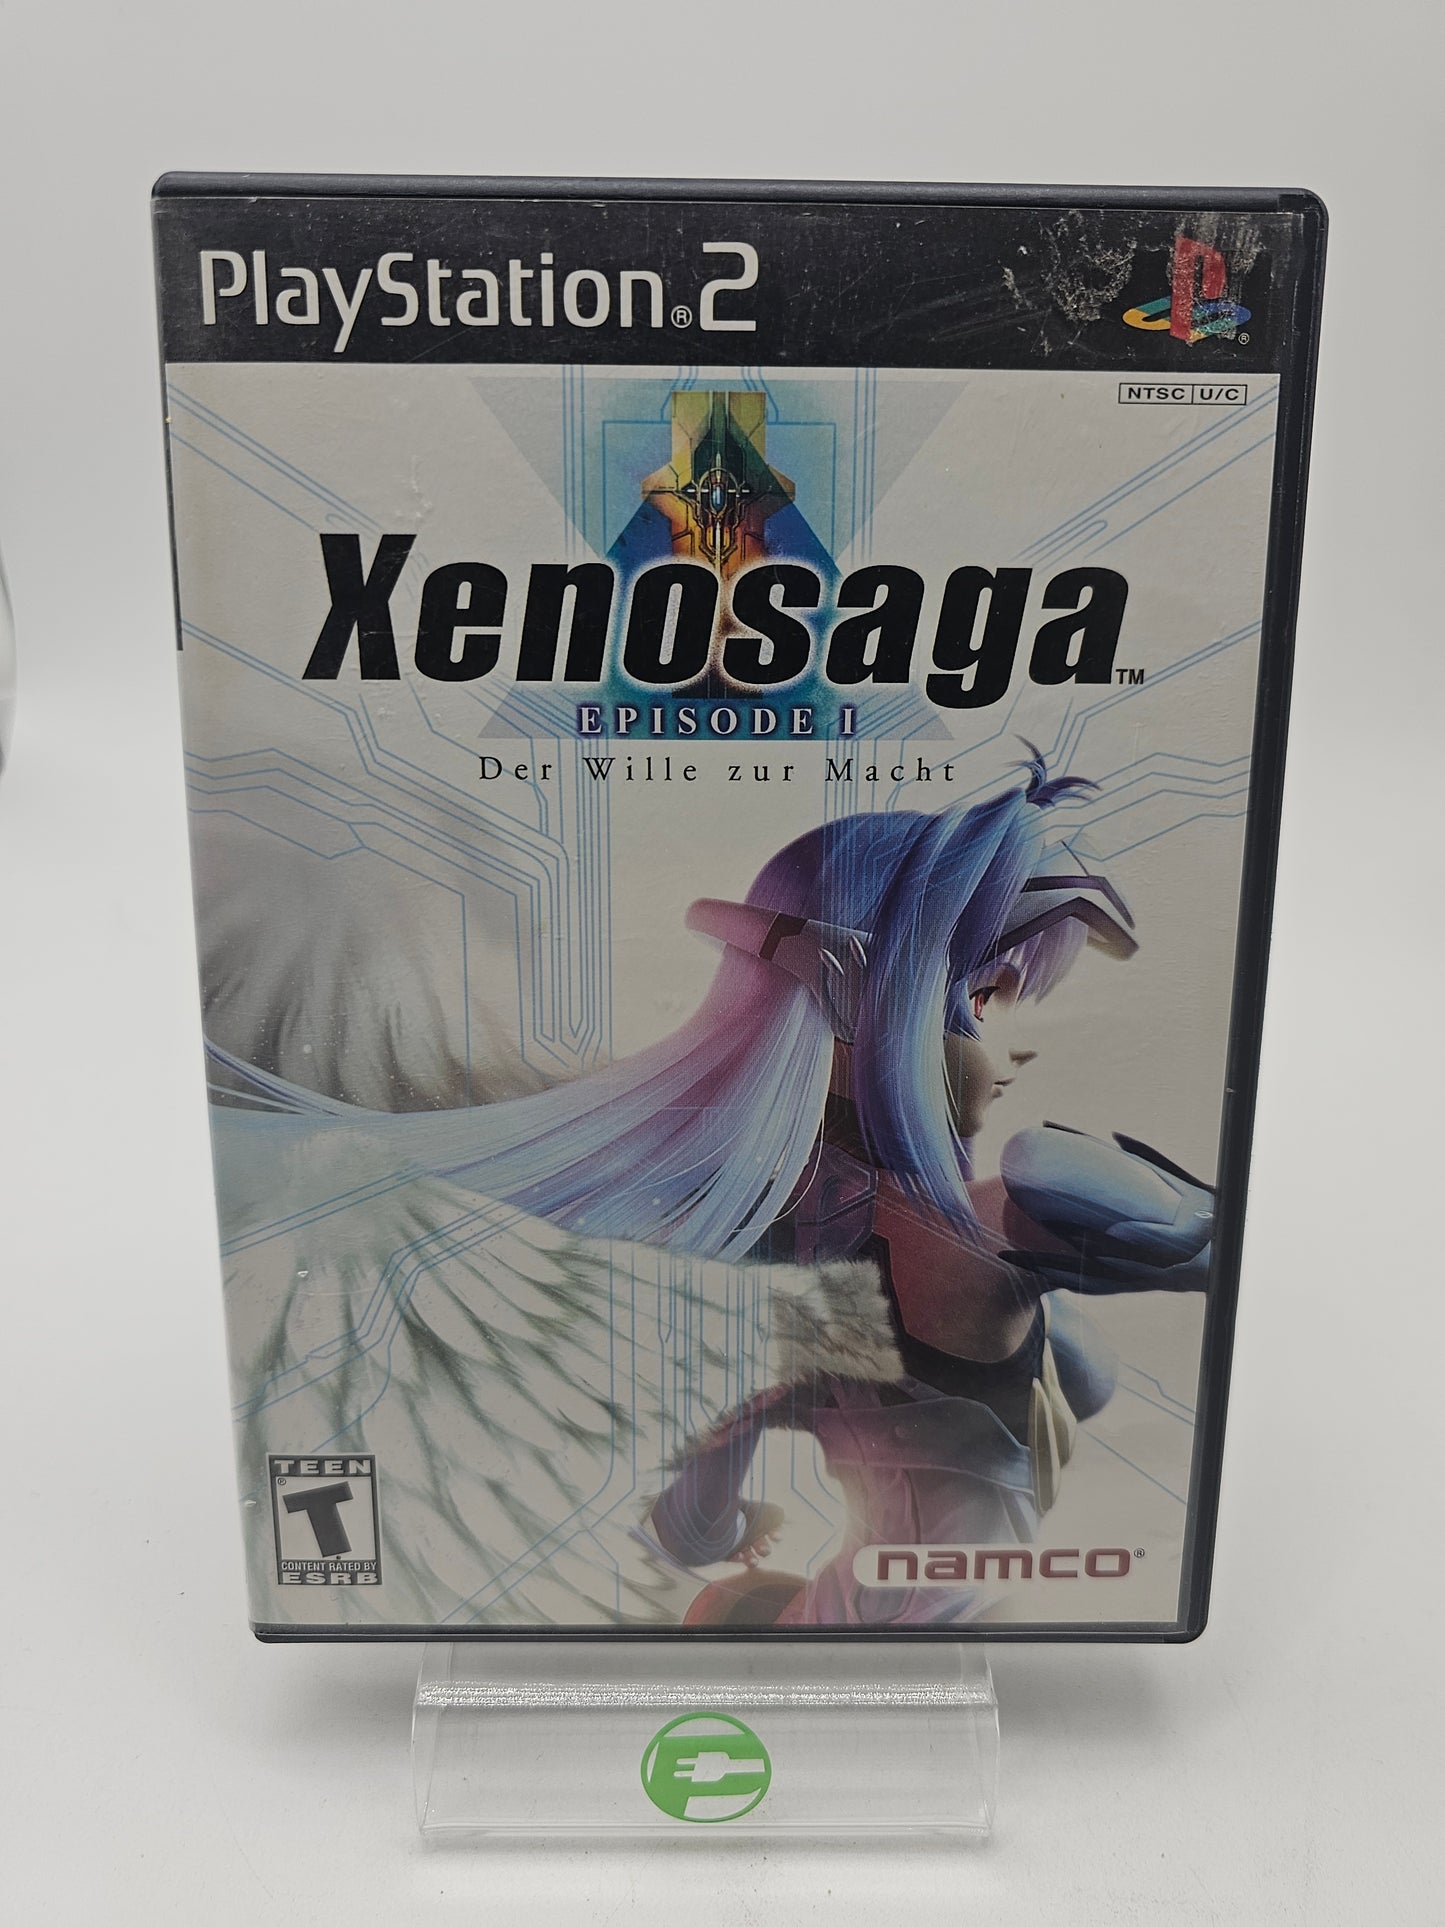 PlayStation®2
®
NTSC U/C
Xenosaga™
EPISODE I
Der Wille zur Macht
TEEN
T
CONTENT RATED BY
ESRB
namco®